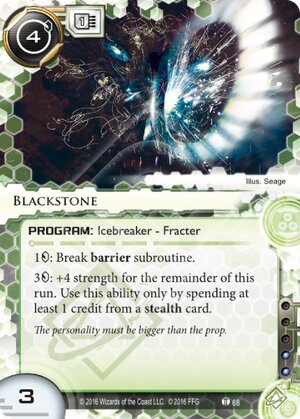 4
1
Illus. Seage
BLACKSTONE
PROGRAM: Icebreaker - Fracter
1: Break barrier subroutine.
3: +4 strength for the remainder of this
run. Use this ability only by spending at
least 1 credit from a stealth card.
The personality must be bigger than the prop.
3
© 2016 Wizards of the Coast LLC. © 2016 FFG
68